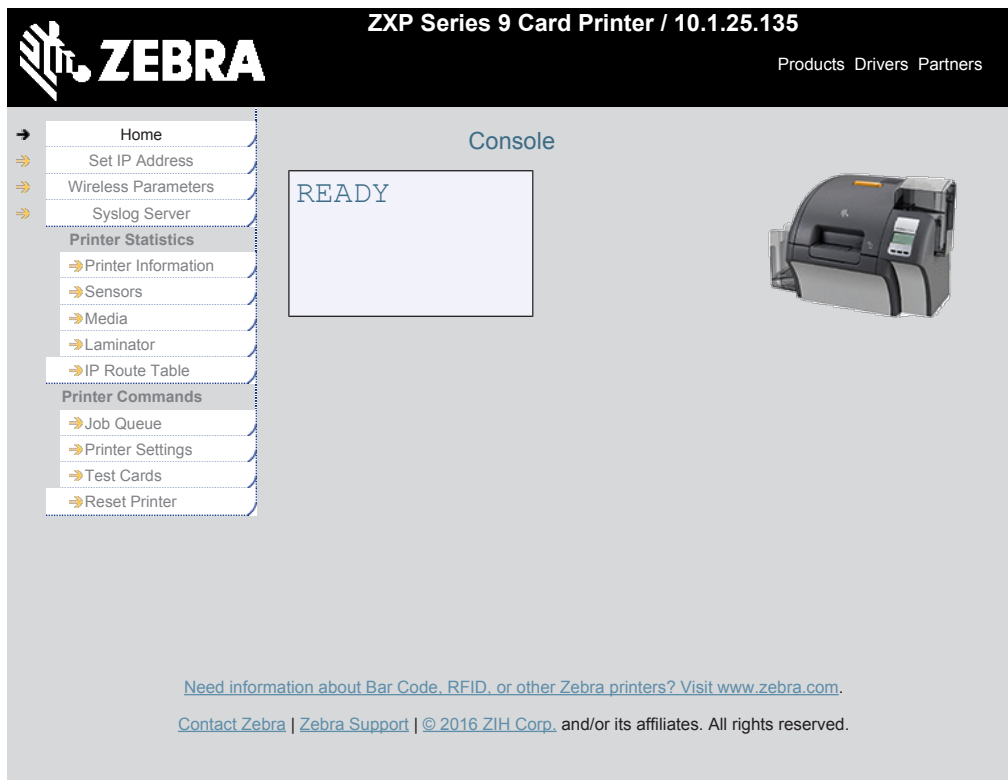 ZXP Series 9 Card Printer / 10.1.25.135
ZEBRA
Products Drivers Partners
Home
Set IP Address
Wireless Parameters
Syslog Server
Printer Statistics
Printer Information
Sensors
Media
Laminator
IP Route Table
Printer Commands
Job Queue
Printer Settings
Test Cards
Reset Printer
Console
READY
Need information about Bar Code, RFID, or other Zebra printers? Visit www.zebra.com.
Contact Zebra | Zebra Support | © 2016 ZIH Corp. and/or its affiliates. All rights reserved.